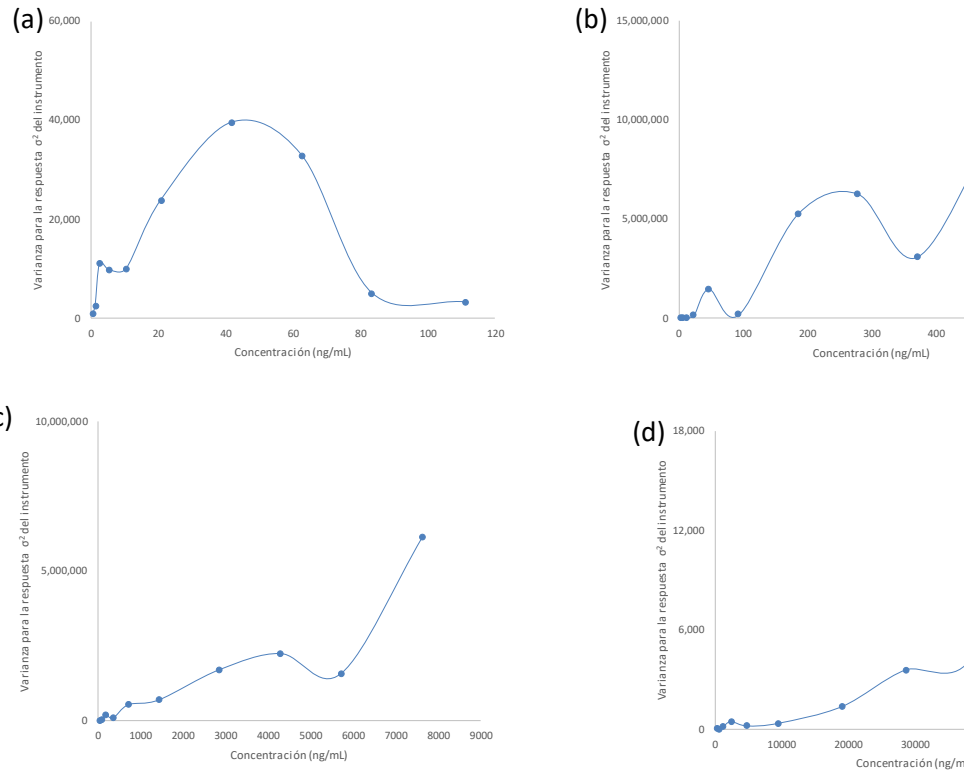 (a)
60,000
40,000
20,000
0
Varianza para la respuesta σ² del instrumento
0 20 40 60 80 100 120
Concentración (ng/mL)
(b)
15,000,000
10,000,000
5,000,000
0
Varianza para la respuesta σ² del instrumento
0 100 200 300 400
Concentración (ng/mL)
c)
10,000,000
5,000,000
0
Varianza para la respuesta σ² del instrumento
0 1000 2000 3000 4000 5000 6000 7000 8000 9000
Concentración (ng/mL)
(d)
18,000
12,000
6,000
0
Varianza para la respuesta σ² del instrumento
0 10000 20000 30000
Concentración (ng/m